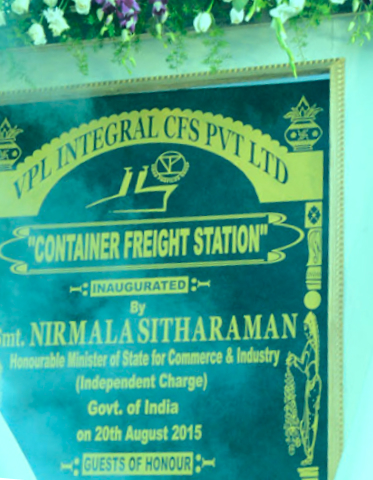 VPL INTEGRAL CFS PVT LTD
"CONTAINER FREIGHT STATION"
INAUGURATED
By
Smt. NIRMALA SITHARAMAN
Honourable Minister of State for Commerce & Industry
(Independent Charge)
Govt. of India
on 20th August 2015
GUESTS OF HONOUR